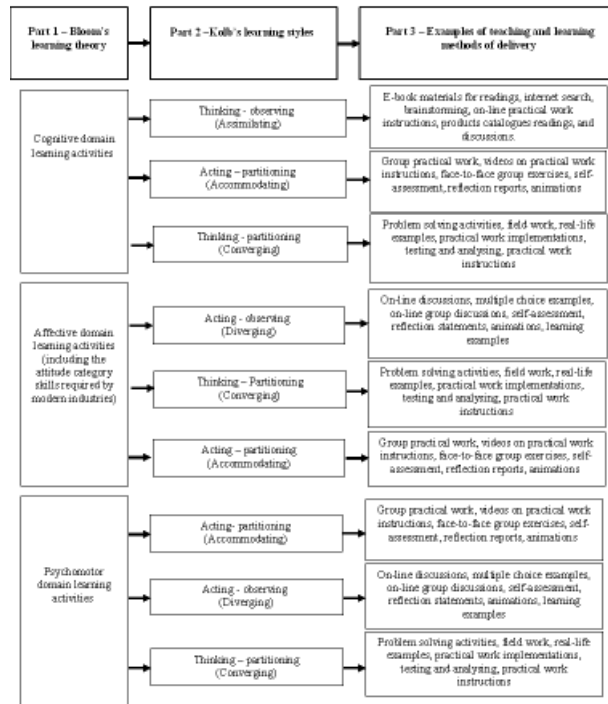 Part 1 – Bloom's
learning theory
Part 2 –Kolb's learning styles
Part 3 – Examples of teaching and learning
methods of delivery
Cognitive domain
learning activities
Thinking - observing
(Assimilating)
E-book materials for readings, internet search,
brainstorming, on-line practical work
instructions, products catalogues readings, and
discussions.
Acting – partitioning
(Accommodating)
Group practical work, videos on practical work
instructions, face-to-face group exercises, self-
assessment, reflection reports, animations
Thinking - partitioning
(Converging)
Problem solving activities, field work, real-life
examples, practical work implementations,
testing and analysing, practical work
instructions
Affective domain
learning activities
(including the
attitude category
skills required by
modern industries)
Acting - observing
(Diverging)
On-line discussions, multiple choice examples,
on-line group discussions, self-assessment,
reflection statements, animations, learning
examples
Thinking – Partitioning
(Converging)
Problem solving activities, field work, real-life
examples, practical work implementations,
testing and analysing, practical work
instructions
Acting – partitioning
(Accommodating)
Group practical work, videos on practical work
instructions, face-to-face group exercises, self-
assessment, reflection reports, animations
Psychomotor
domain learning
activities
Acting- partitioning
(Accommodating)
Group practical work, videos on practical work
instructions, face-to-face group exercises, self-
assessment, reflection reports, animations
Acting - observing
(Diverging)
On-line discussions, multiple choice examples,
on-line group discussions, self-assessment,
reflection statements, animations, learning
examples
Thinking – partitioning
(Converging)
Problem solving activities, field work, real-life
examples, practical work implementations,
testing and analysing, practical work
instructions